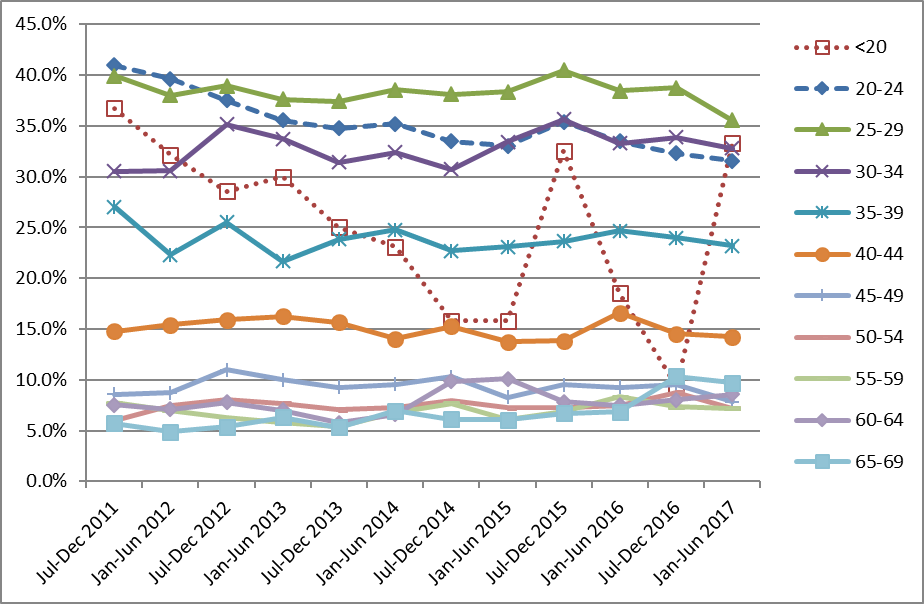 45.0%
40.0%
35.0%
30.0%
25.0%
20.0%
15.0%
10.0%
5.0%
0.0%
Jul-Dec 2011
Jan-Jun 2012
Jul-Dec 2012
Jan-Jun 2013
Jul-Dec 2013
Jan-Jun 2014
Jul-Dec 2014
Jan-Jun 2015
Jul-Dec 2015
Jan-Jun 2016
Jul-Dec 2016
Jan-Jun 2017
<20
20-24
25-29
30-34
35-39
40-44
45-49
50-54
55-59
60-64
65-69